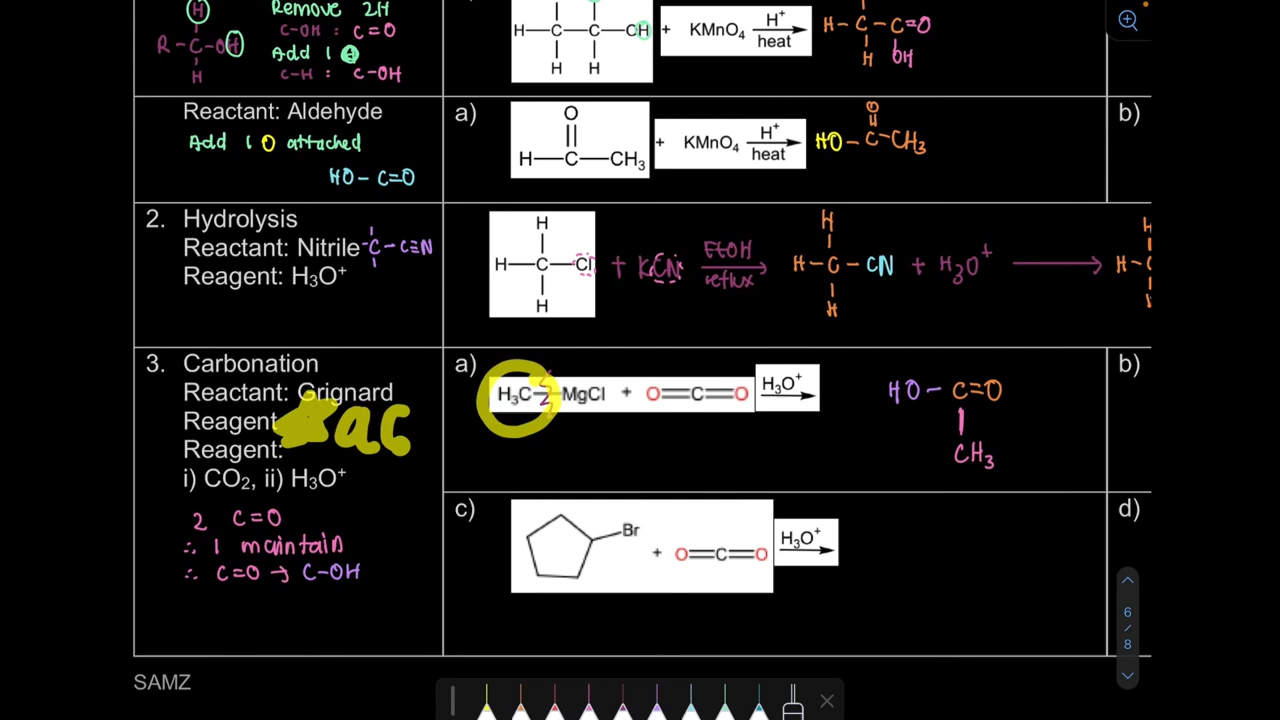 H
R-C-OH
H
Remove 2H
C-OH : C=O
Add 1 O
C-H : C-OH
H-C-C-OH
H H
+ KMnO4 H+
heat
H-C-C=O
H OH
Reactant: Aldehyde
Add 1 O attached
HO-C=O
a)
O
H-C-CH3
+ KMnO4 H+
heat
O
HO-C-CH3
b)
2. Hydrolysis
Reactant: Nitrile -C-C≡N
Reagent: H3O+
H
H-C-Cl + KCN EtOH
reflux
H
H
H-C-CN + H3O+
H
H
H-C
H
3. Carbonation
Reactant: Grignard
Reagent
Reagent:
i) CO2, ii) H3O+
2 C=O
∴ 1 maintain
∴ C=O → C-OH
a)
H3C-MgCl + O=C=O H3O+
HO-C=O
CH3
b)
c)
Br
+ O=C=O H3O+
d)
6
/
8
SAMZ